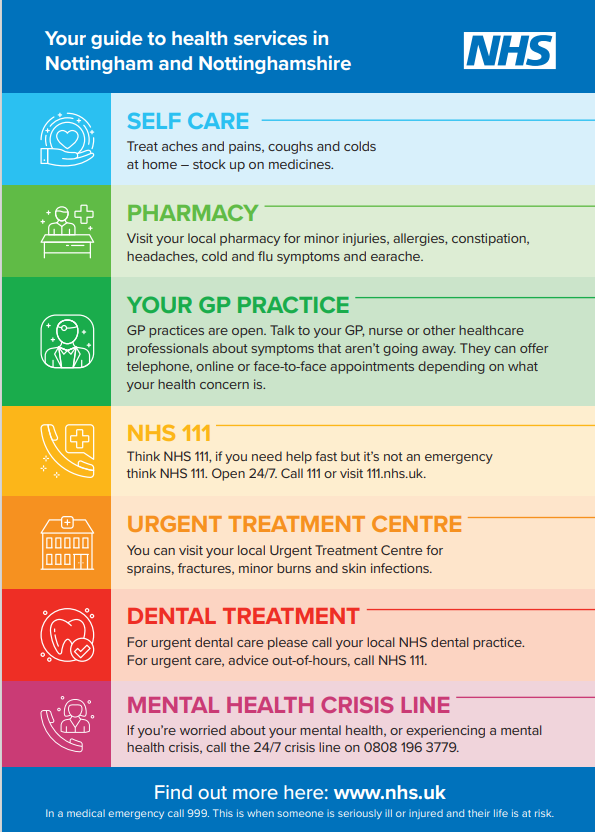 Your guide to health services in
Nottingham and Nottinghamshire
NHS
SELF CARE
Treat aches and pains, coughs and colds
at home – stock up on medicines.
PHARMACY
Visit your local pharmacy for minor injuries, allergies, constipation,
headaches, cold and flu symptoms and earache.
YOUR GP PRACTICE
GP practices are open. Talk to your GP, nurse or other healthcare
professionals about symptoms that aren't going away. They can offer
telephone, online or face-to-face appointments depending on what
your health concern is.
NHS 111
Think NHS 111, if you need help fast but it's not an emergency
think NHS 111. Open 24/7. Call 111 or visit 111.nhs.uk.
URGENT TREATMENT CENTRE
You can visit your local Urgent Treatment Centre for
sprains, fractures, minor burns and skin infections.
DENTAL TREATMENT
For urgent dental care please call your local NHS dental practice.
For urgent care, advice out-of-hours, call NHS 111.
MENTAL HEALTH CRISIS LINE
If you're worried about your mental health, or experiencing a mental
health crisis, call the 24/7 crisis line on 0808 196 3779.
Find out more here: www.nhs.uk
In a medical emergency call 999. This is when someone is seriously ill or injured and their life is at risk.